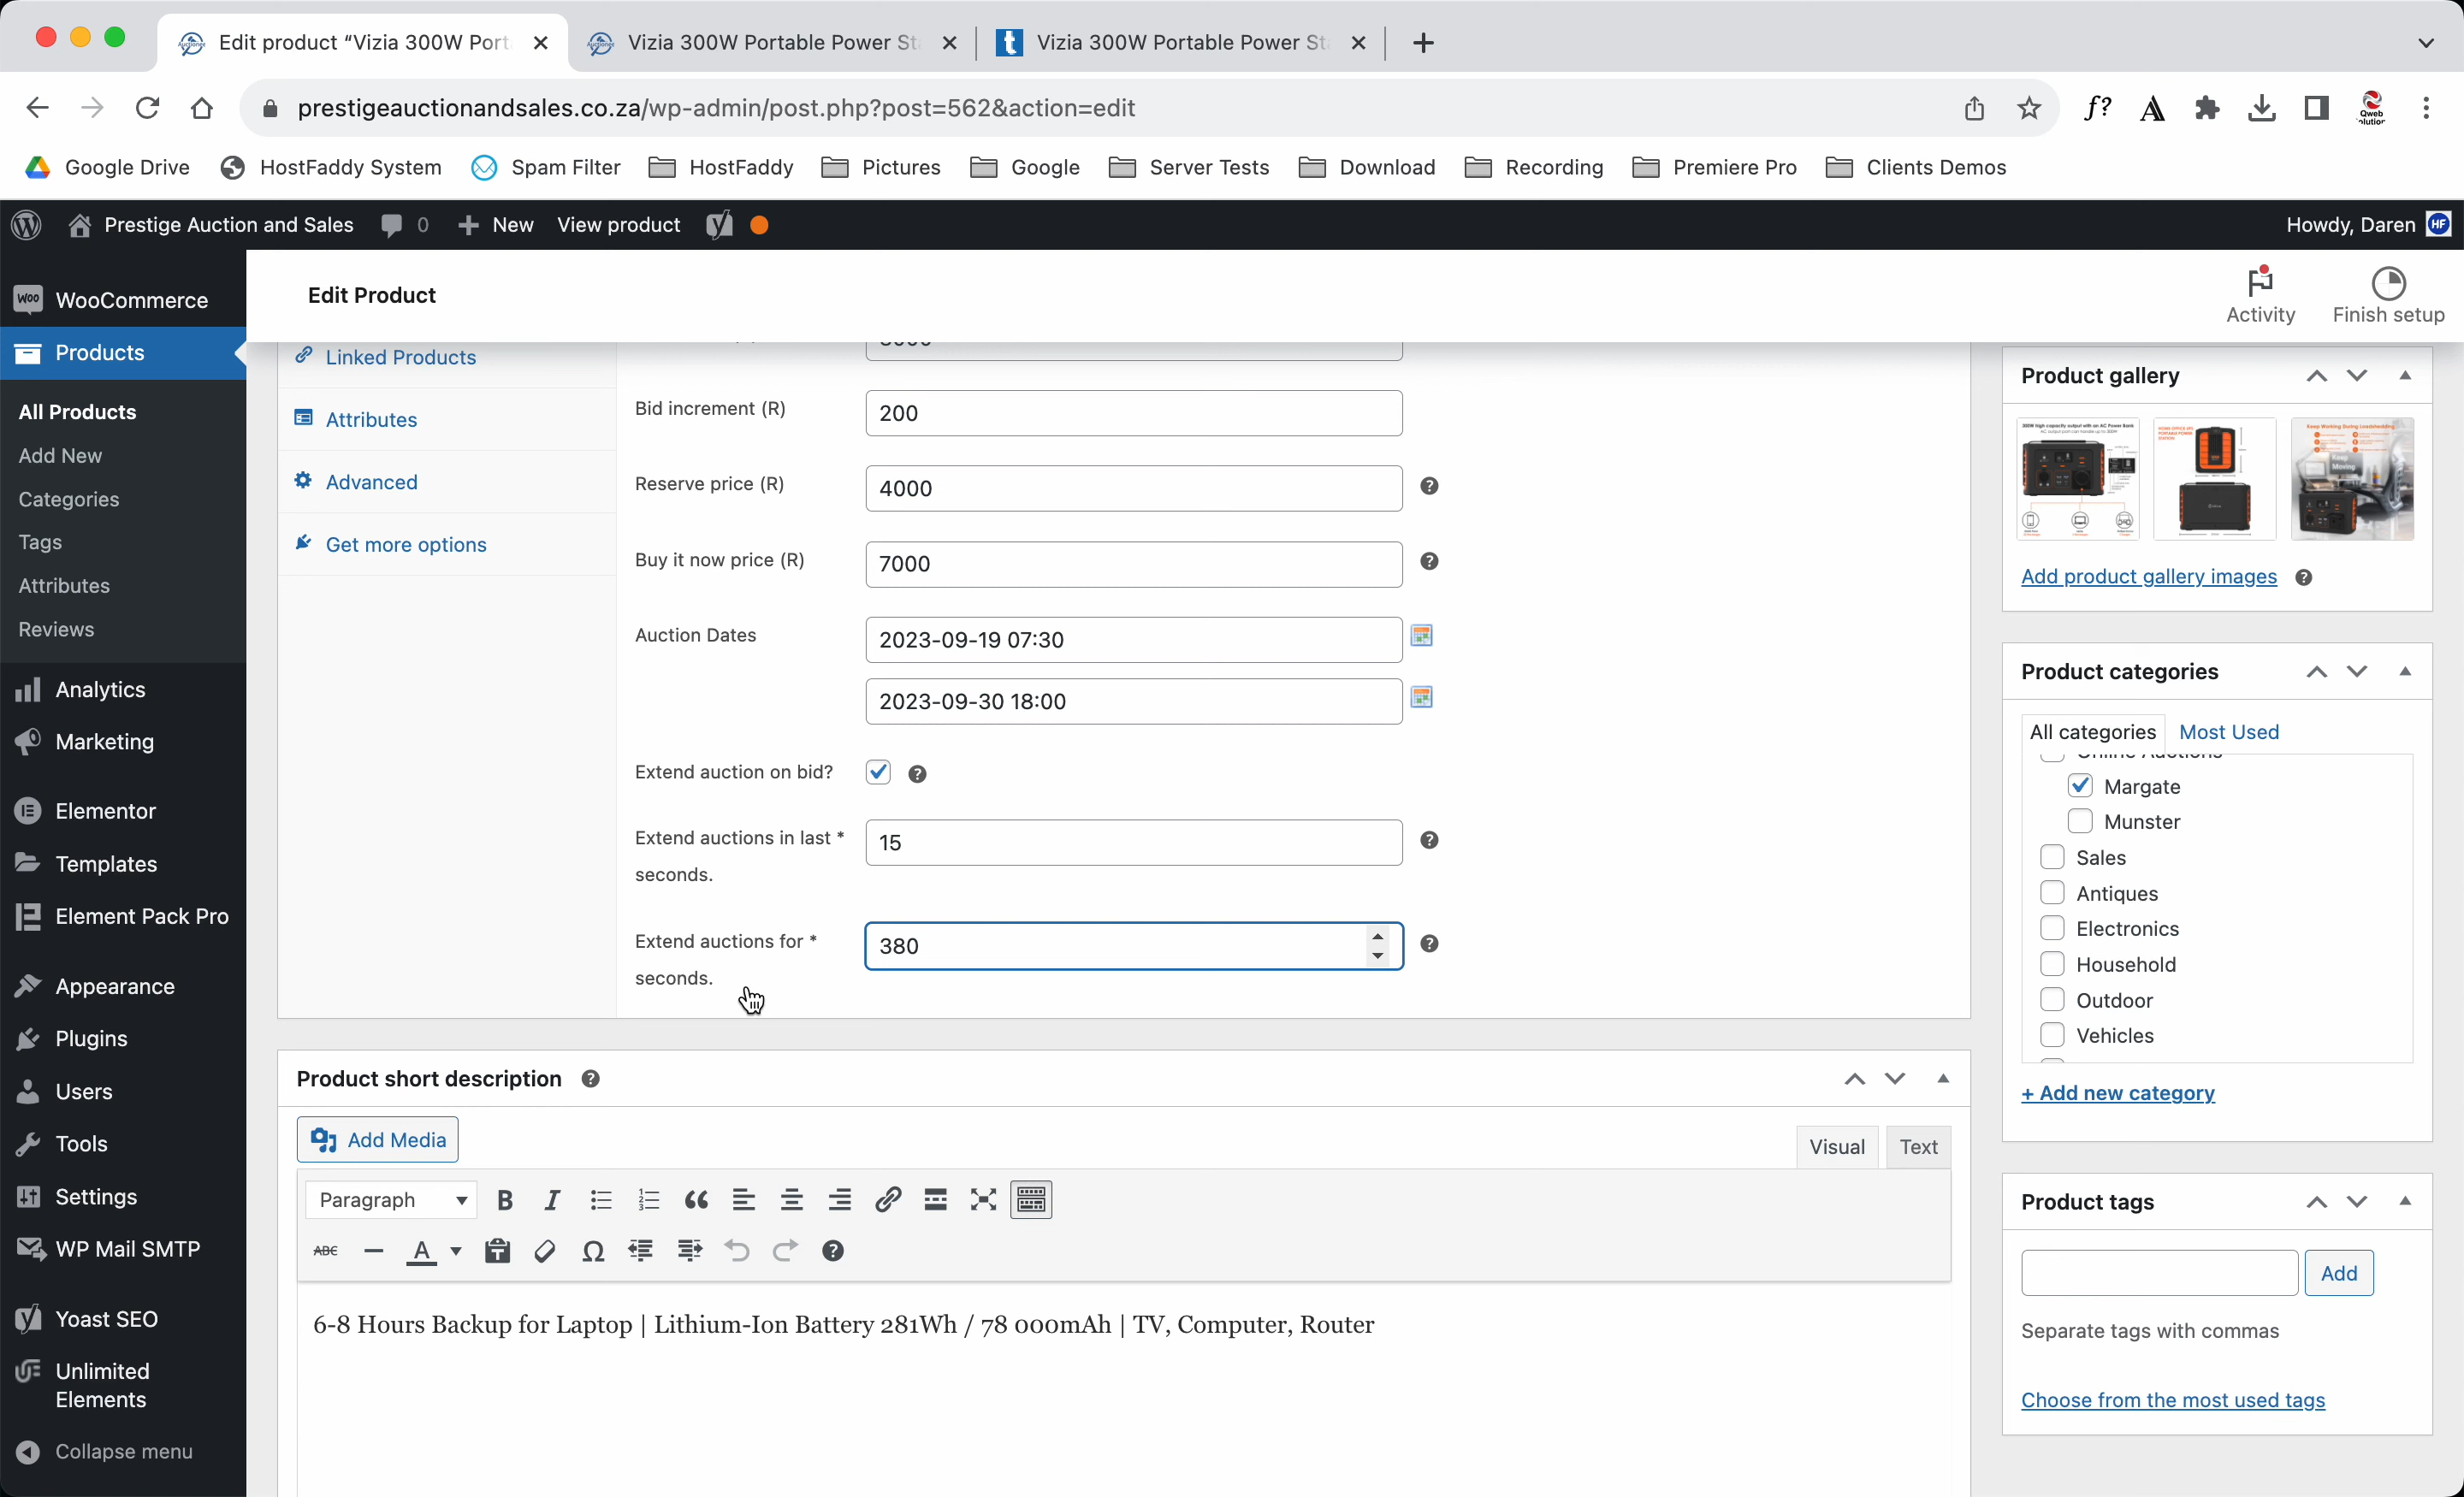 Edit product “Vizia 300W Port
Vizia 300W Portable Power St
Vizia 300W Portable Power St
prestigeauctionandsales.co.za/wp-admin/post.php?post=562&action=edit
Google Drive
HostFaddy System
Spam Filter
HostFaddy
Pictures
Google
Server Tests
Download
Recording
Premiere Pro
Clients Demos
Prestige Auction and Sales
0
New
View product
Howdy, Daren
HF
WooCommerce
Products
All Products
Add New
Categories
Tags
Attributes
Reviews
Analytics
Marketing
Elementor
Templates
Element Pack Pro
Appearance
Plugins
Users
Tools
Settings
WP Mail SMTP
Yoast SEO
Unlimited
Elements
Collapse menu
Edit Product
Activity
Finish setup
Linked Products
Attributes
Advanced
Get more options
Bid increment (R)
200
Reserve price (R)
4000
Buy it now price (R)
7000
Auction Dates
2023-09-19 07:30
2023-09-30 18:00
Extend auction on bid?
Extend auctions in last *
seconds.
15
Extend auctions for *
seconds.
380
Product short description
Add Media
Visual
Text
Paragraph
ABC
6-8 Hours Backup for Laptop | Lithium-Ion Battery 281Wh / 78 000mAh | TV, Computer, Router
Product gallery
Add product gallery images
Product categories
All categories
Most Used
Online Auctions
Margate
Munster
Sales
Antiques
Electronics
Household
Outdoor
Vehicles
+ Add new category
Product tags
Add
Separate tags with commas
Choose from the most used tags